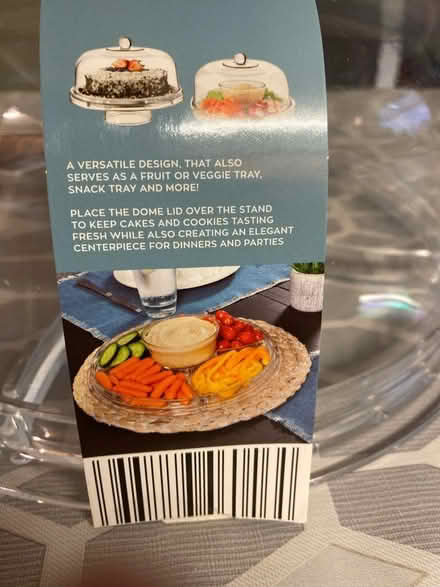 A VERSATILE DESIGN, THAT ALSO
SERVES AS A FRUIT OR VEGGIE TRAY,
SNACK TRAY AND MORE!
PLACE THE DOME LID OVER THE STAND
TO KEEP CAKES AND COOKIES TASTING
FRESH WHILE ALSO CREATING AN ELEGANT
CENTERPIECE FOR DINNERS AND PARTIES